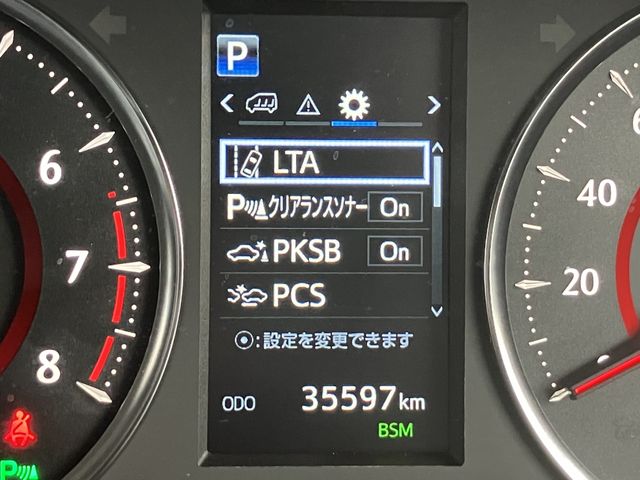 P
LTA
Pクリアランスソナー On
PKSB On
PCS
:設定を変更できます
ODO 35597km
BSM
6
7
8
40
20
P